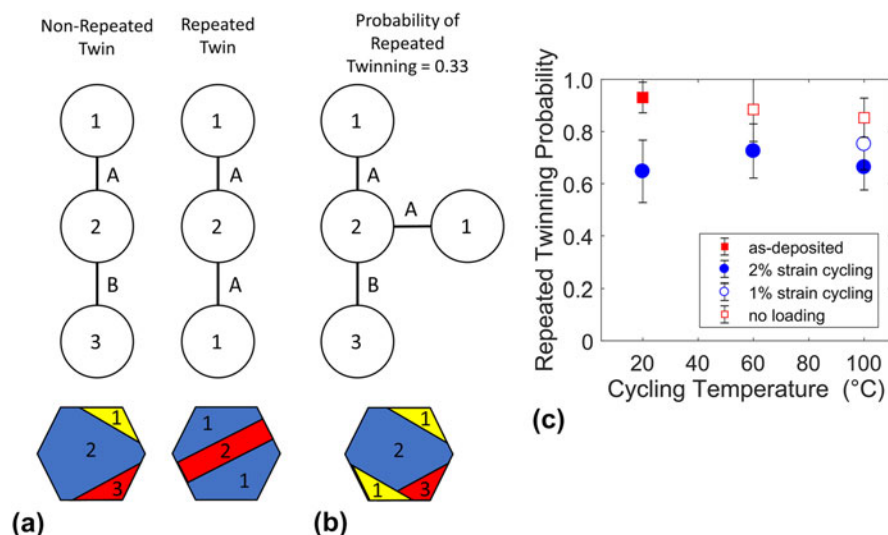 Non-Repeated
Twin
1
A
2
B
3
1
2
3
Repeated
Twin
1
A
2
A
1
1
2
1
(a)
Probability of
Repeated
Twinning = 0.33
1
A
2
A
1
B
3
1
2
1
3
(b)
Repeated Twinning Probability
1.0
0.8
0.6
0.4
0.2
0
20
60
100
Cycling Temperature (°C)
as-deposited
2% strain cycling
1% strain cycling
no loading
(c)